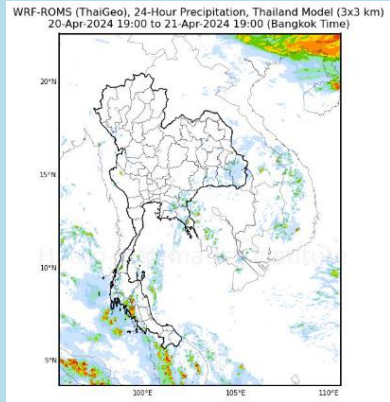 WRF-ROMS (ThaiGeo), 24-Hour Precipitation, Thailand Model (3x3 km)
20-Apr-2024 19:00 to 21-Apr-2024 19:00 (Bangkok Time)
20°N
15°N
10°N
5°N
100°E
105°E
110°E